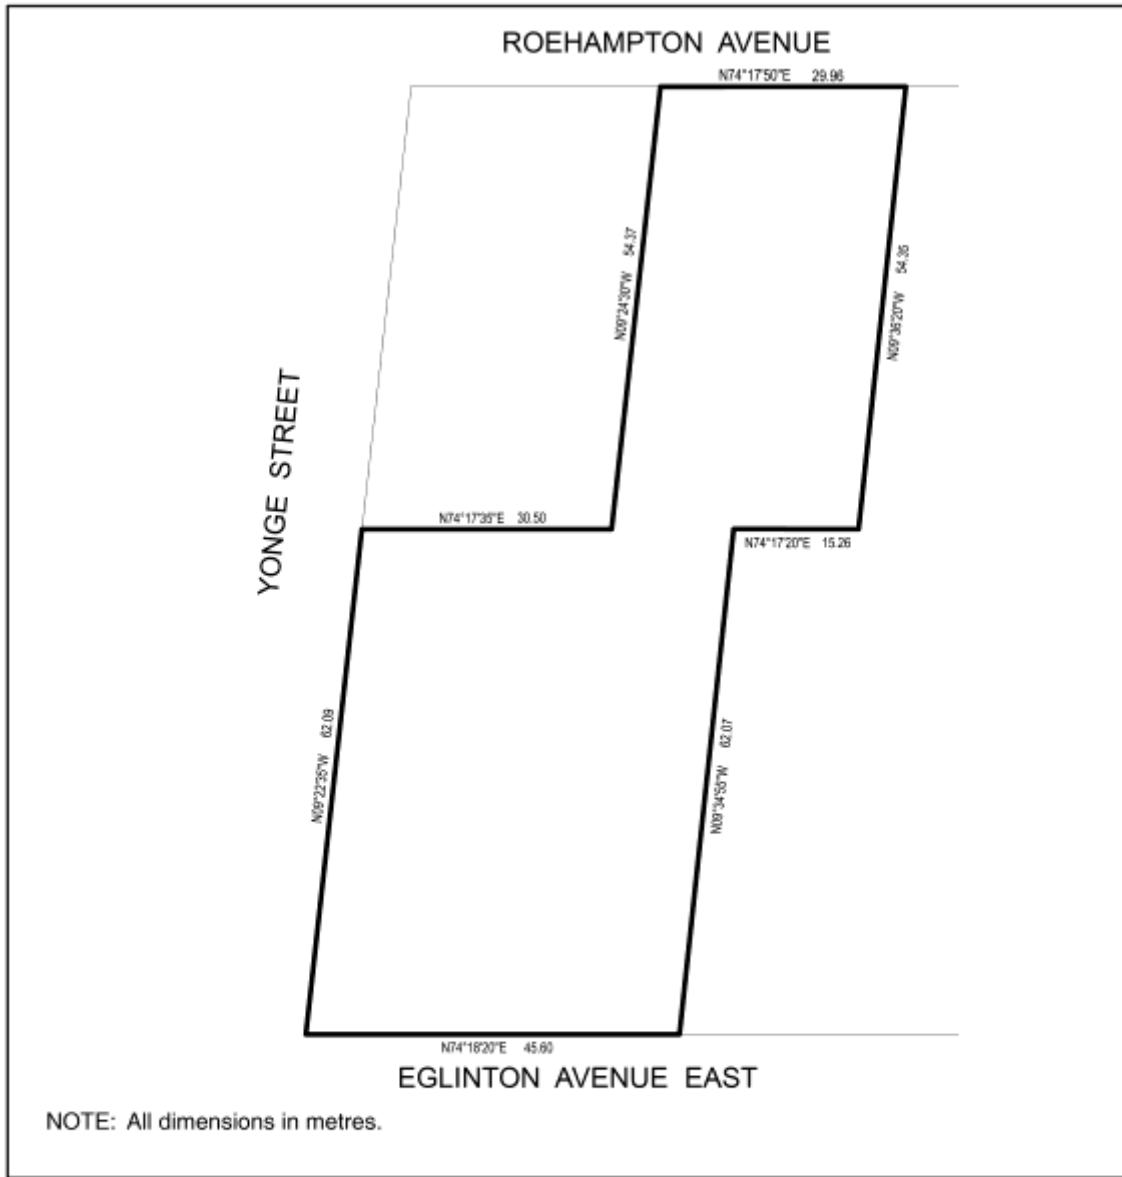 ROEHAMPTON AVENUE
N74°17'50"E 29.96
N09°24'30"W 54.37
N09°36'20"W 54.35
YONGE STREET
N74°17'35"E 30.50
N74°17'20"E 15.26
N09°22'35"W 62.09
N09°34'55"W 62.07
N74°18'20"E 45.60
EGLINTON AVENUE EAST
NOTE: All dimensions in metres.